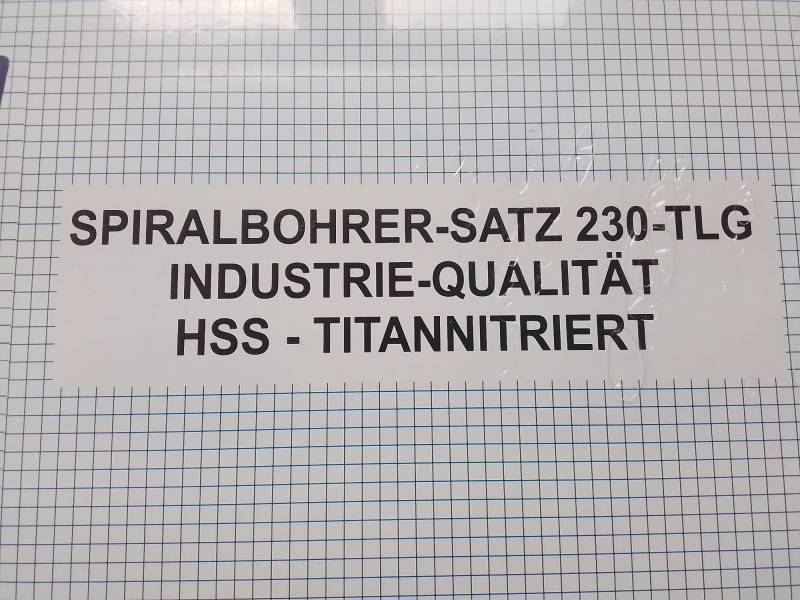 SPIRALBOHRER-SATZ 230-TLG
INDUSTRIE-QUALITÄT
HSS - TITANNITRIERT